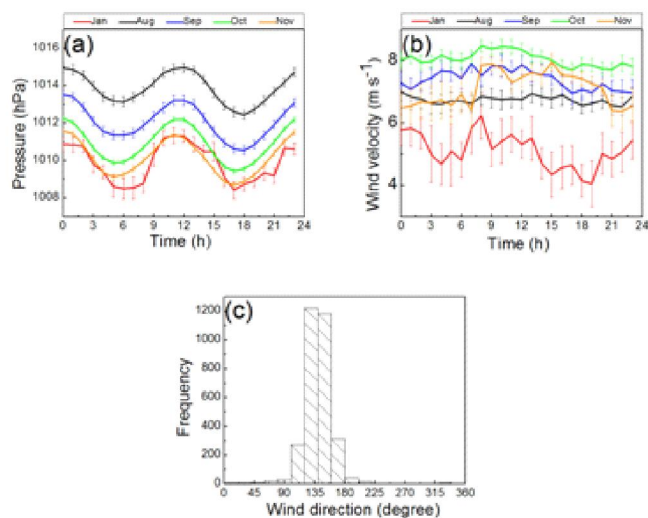 Jan Aug Sep Oct Nov
(a)
Pressure (hPa)
1016
1014
1012
1010
1008
0 3 6 9 12 15 18 21 24
Time (h)
Jan Aug Sep Oct Nov
(b)
Wind velocity (m s-1)
8
6
4
0 3 6 9 12 15 18 21 24
Time (h)
(c)
Frequency
1200
1000
800
600
400
200
0
0 45 90 135 180 225 270 315 360
Wind direction (degree)